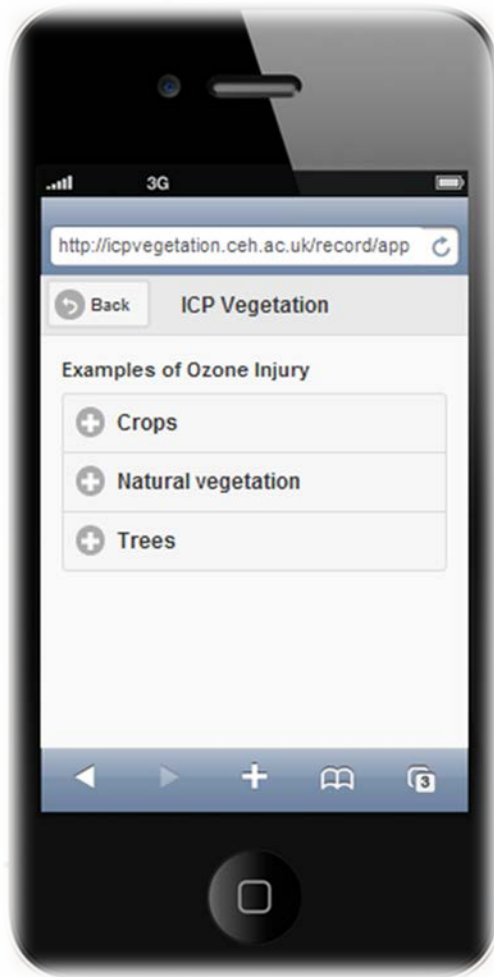 3G
http://icpvegetation.ceh.ac.uk/record/app
Back ICP Vegetation
Examples of Ozone Injury
Crops
Natural vegetation
Trees
3